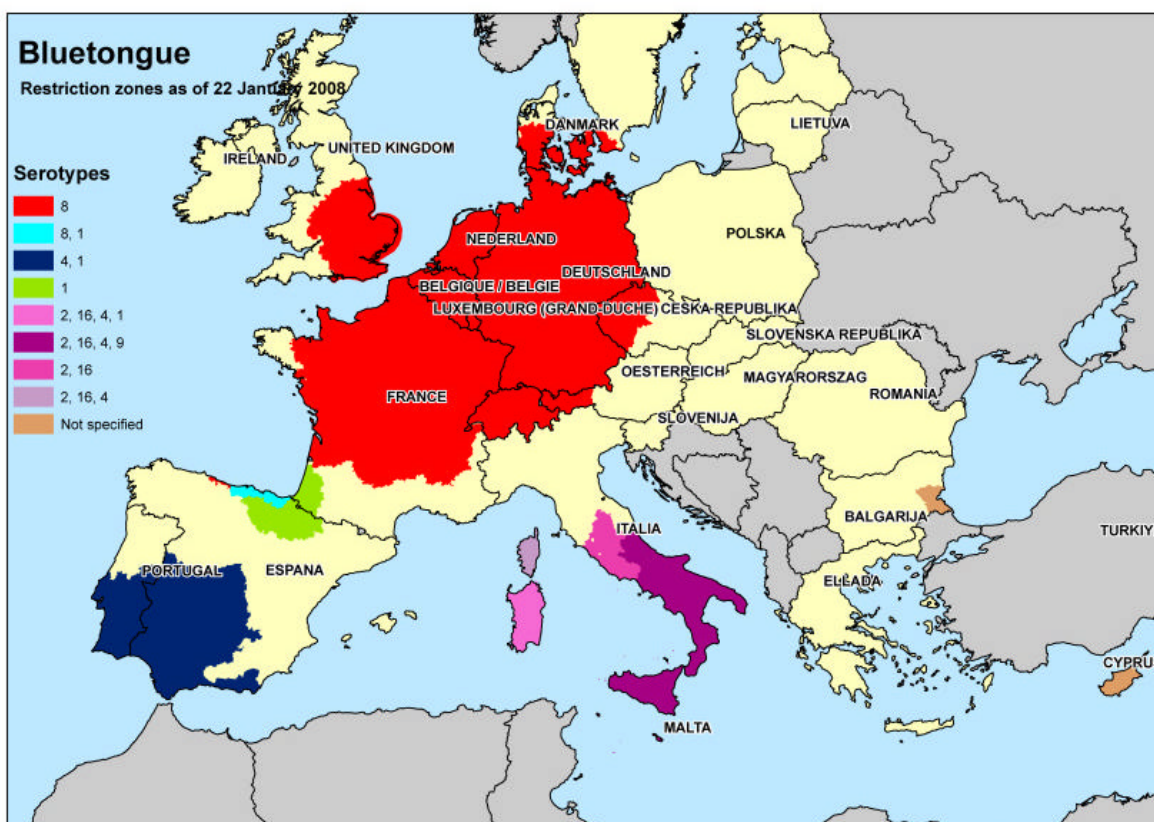 Bluetongue
Restriction zones as of 22 January 2008
Serotypes
8
8, 1
4, 1
1
2, 16, 4, 1
2, 16, 4, 9
2, 16
2, 16, 4
Not specified
IRELAND
UNITED KINGDOM
DANMARK
LIETUVA
NEDERLAND
POLSKA
DEUTSCHLAND
BELGIQUE / BELGIE
LUXEMBOURG (GRAND-DUCHE)
CESKA REPUBLIKA
SLOVENSKA REPUBLIKA
OESTERREICH
MAGYARORSZAG
ROMANIA
FRANCE
SLOVENIJA
ITALIA
BALGARIJA
TURKIY
PORTUGAL
ESPANA
ELLADA
CYPRU
MALTA